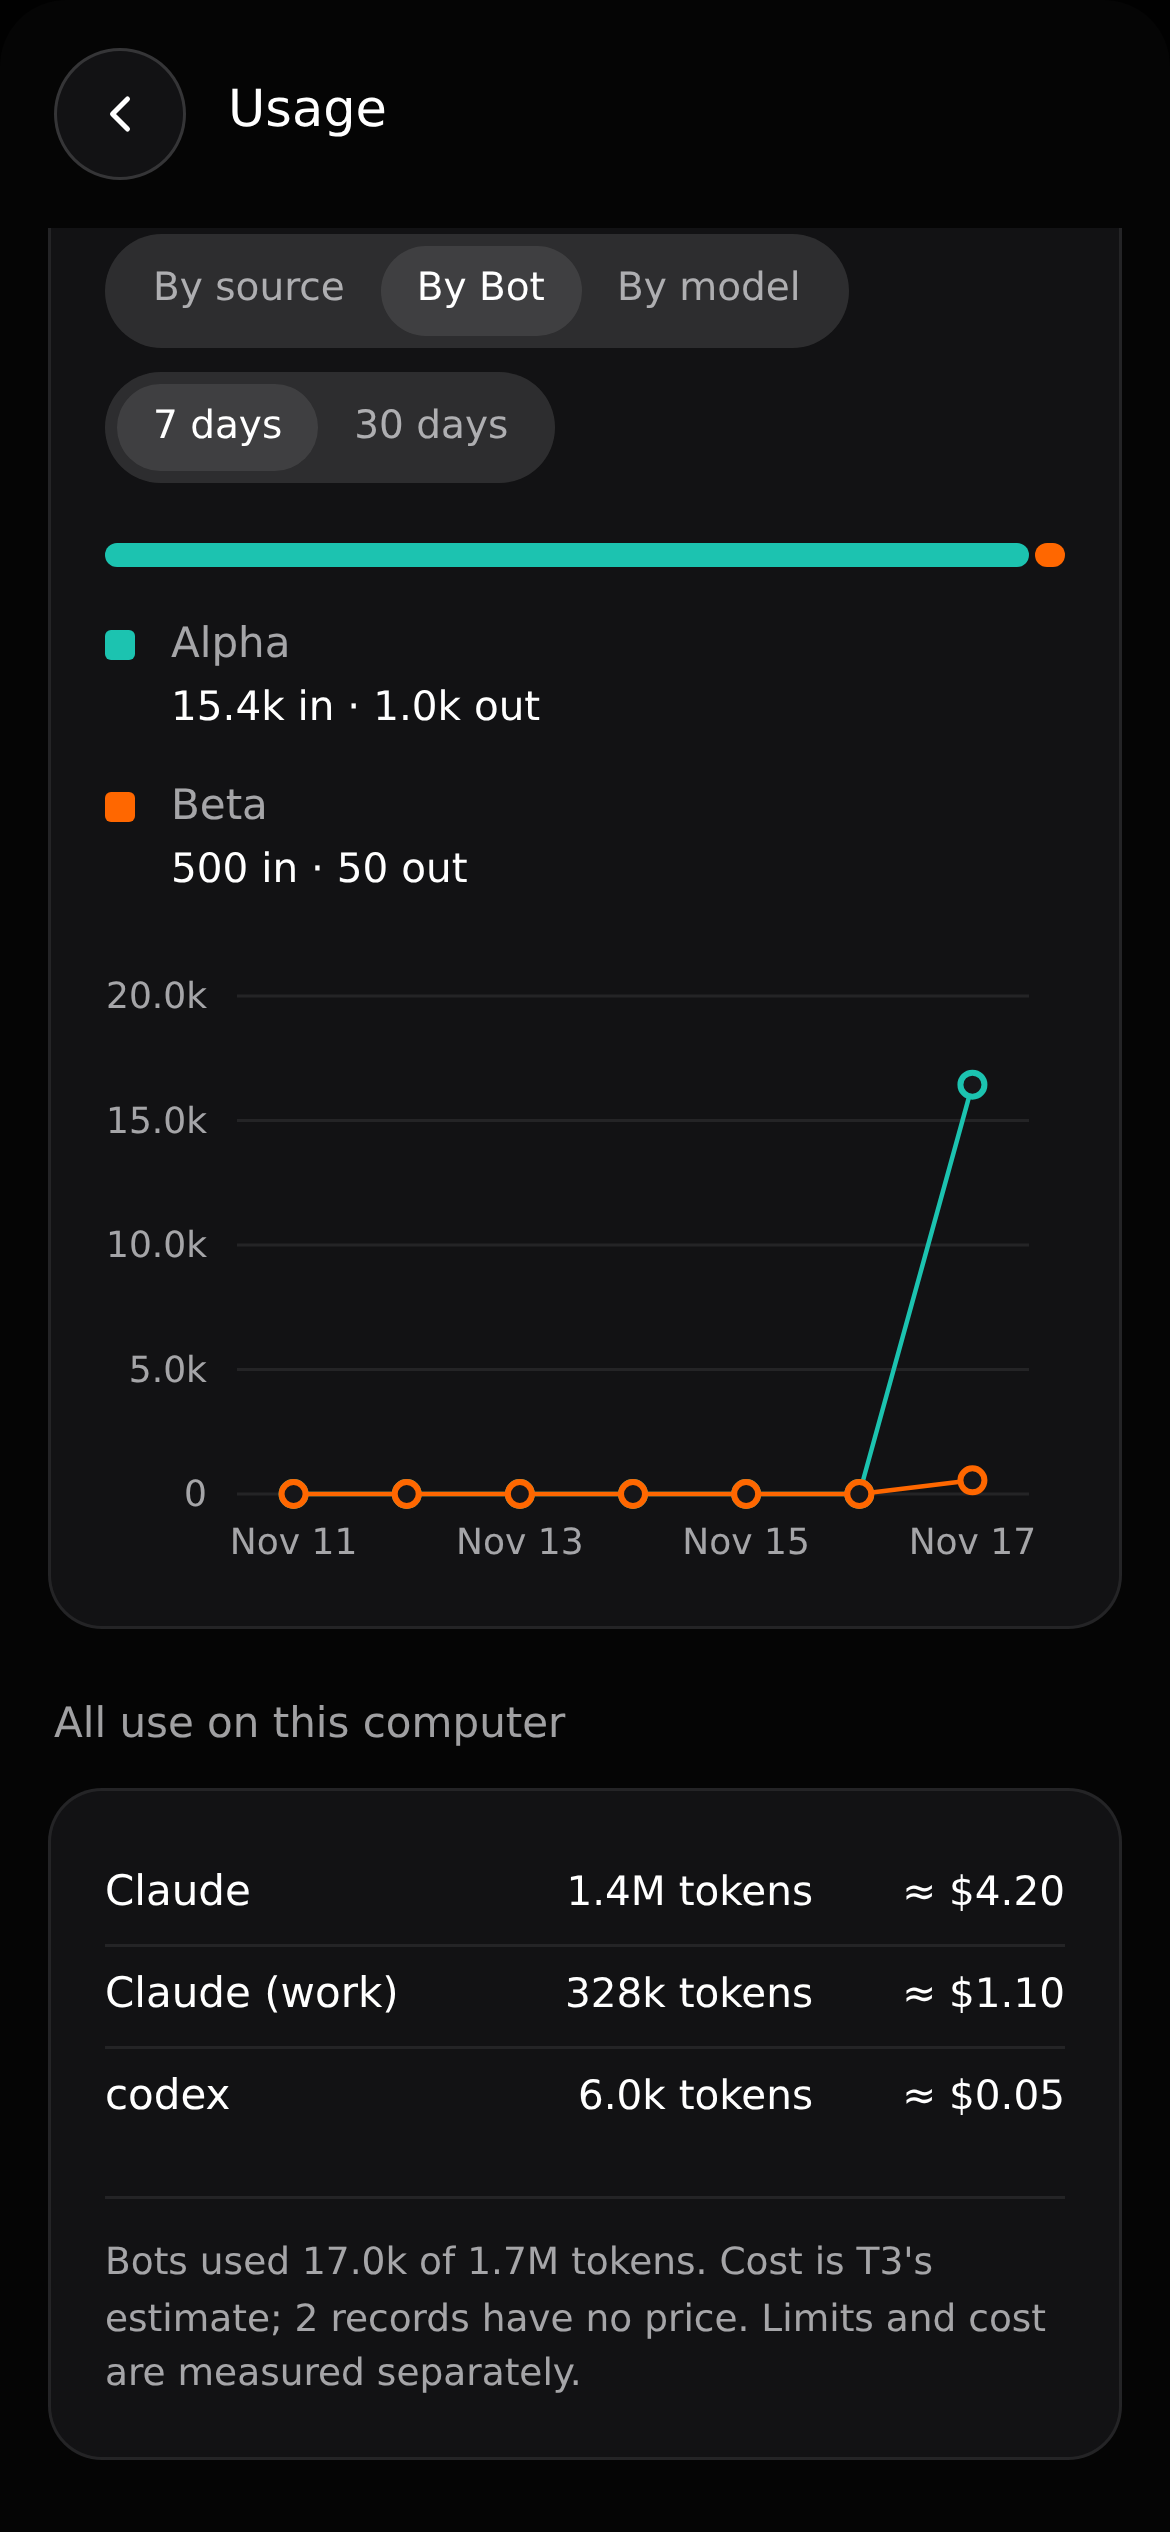 Usage
By source By Bot By model
7 days 30 days
Alpha
15.4k in · 1.0k out
Beta
500 in · 50 out
20.0k
15.0k
10.0k
5.0k
0
Nov 11 Nov 13 Nov 15 Nov 17
All use on this computer
Claude 1.4M tokens ≈ $4.20
Claude (work) 328k tokens ≈ $1.10
codex 6.0k tokens ≈ $0.05
Bots used 17.0k of 1.7M tokens. Cost is T3's
estimate; 2 records have no price. Limits and cost
are measured separately.